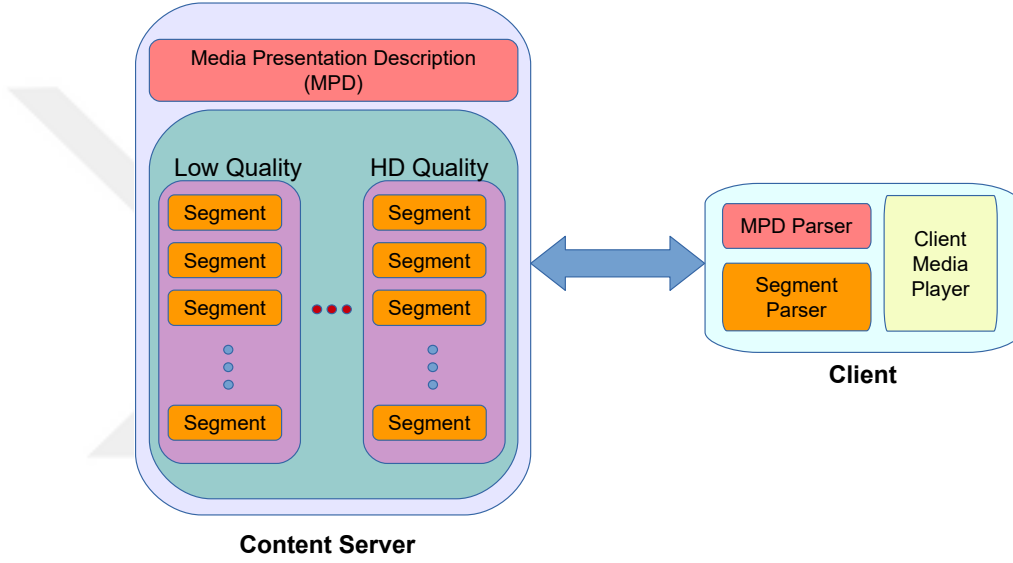 Media Presentation Description
(MPD)
Low Quality
HD Quality
Segment
Segment
Segment
Segment
Segment
Segment
Segment
Segment
MPD Parser
Segment
Parser
Client
Media
Player
Client
Content Server